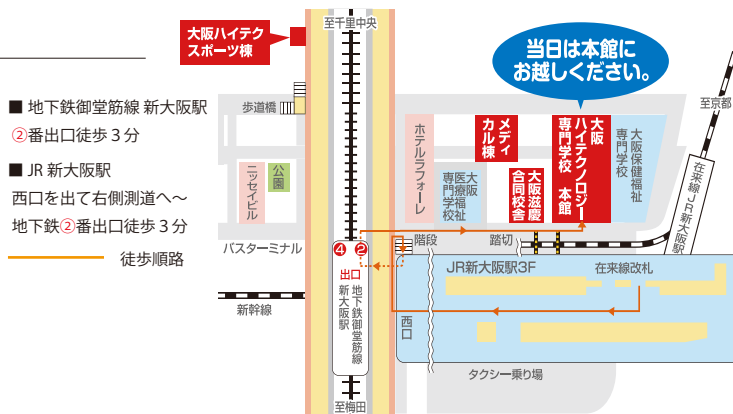 大阪ハイテク
スポーツ棟
至千里中央
当日は本館に
お越しください。
■ 地下鉄御堂筋線 新大阪駅
②番出口徒歩３分
■ JR 新大阪駅
西口を出て右側測道へ〜
地下鉄②番出口徒歩３分
徒歩順路
歩道橋
ニッセイビル
公園
バスターミナル
新幹線
ホテルラフォーレ
メディ
カル棟
大阪医療福祉
専門学校
大阪滋慶
合同校舎
大阪
ハイテクノロジー
専門学校 本館
大阪保健福祉
専門学校
至京都
在来線ＪＲ新大阪駅
④
②
出口
地下鉄御堂筋線
新大阪駅
階段
踏切
JR新大阪駅3F
在来線改札
西口
タクシー乗り場
至梅田